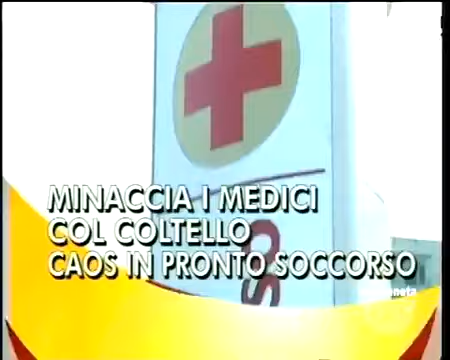 MINACCIA I MEDICI
COL COLTELLO
CAOS IN PRONTO SOCCORSO